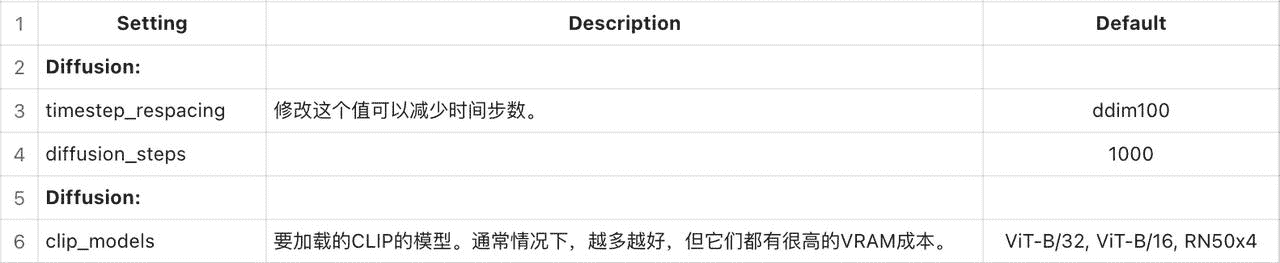 1 Setting Description Default
2 Diffusion:
3 timestep_respacing 修改这个值可以减少时间步数。 ddim100
4 diffusion_steps 1000
5 Diffusion:
6 clip_models 要加载的CLIP的模型。通常情况下，越多越好，但它们都有很高的VRAM成本。 ViT-B/32, ViT-B/16, RN50x4